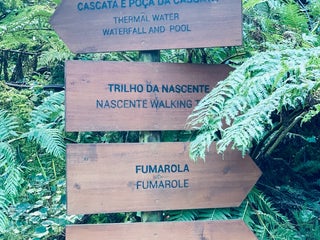 CASCATA E POÇA DA CASCATA
THERMAL WATER
WATERFALL AND POOL
TRILHO DA NASCENTE
NASCENTE WALKING
FUMAROLA
FUMAROLE